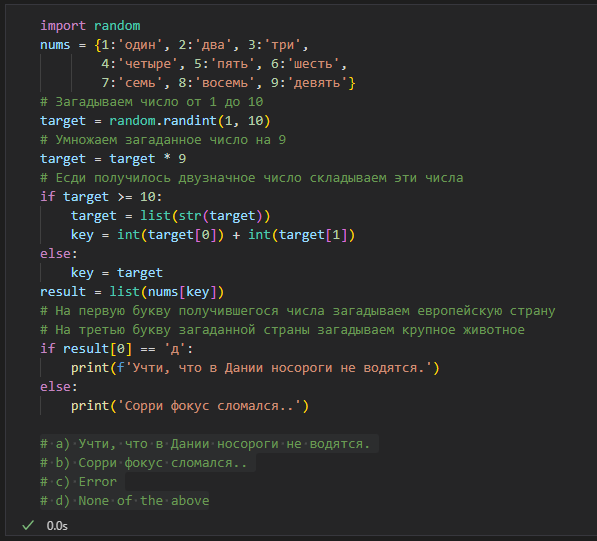 import random
nums = {1:'один', 2:'два', 3:'три',
        4:'четыре', 5:'пять', 6:'шесть',
        7:'семь', 8:'восемь', 9:'девять'}
# Загадываем число от 1 до 10
target = random.randint(1, 10)
# Умножаем загаданное число на 9
target = target * 9
# Есди получилось двузначное число складываем эти числа
if target >= 10:
    target = list(str(target))
    key = int(target[0]) + int(target[1])
else:
    key = target
result = list(nums[key])
# На первую букву получившегося числа загадываем европейскую страну
# На третью букву загаданной страны загадываем крупное животное
if result[0] == 'д':
    print(f'Учти, что в Дании носороги не водятся.')
else:
    print('Сорри фокус сломался..')

# a) Учти, что в Дании носороги не водятся.
# b) Сорри фокус сломался..
# c) Error
# d) None of the above
0.0s